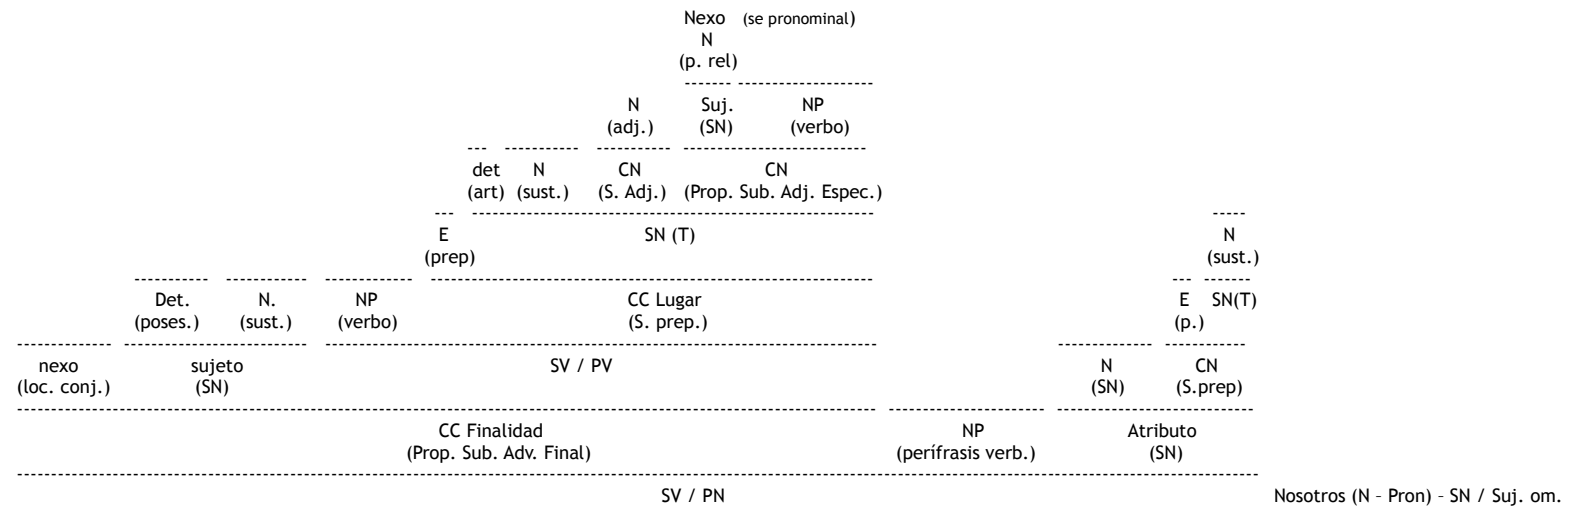 Nexo (se pronominal)
N
(p. rel)
------- --------------------
N Suj. NP
(adj.) (SN) (verbo)
--- ----------- ----------- ---------------------------
det N CN CN
(art) (sust.) (S. Adj.) (Prop. Sub. Adj. Espec.)
--- ------------------------------------------------------------ -----
E SN (T) N
(prep) (sust.)
----------- ------------ ------------- ------------------------------------------------------------------ --- -------
Det. N. NP CC Lugar E SN(T)
(poses.) (sust.) (verbo) (S. prep.) (p.)
-------------- --------------------------- ---------------------------------------------------------------------------------- -------------- ------------
nexo sujeto SV / PV N CN
(loc. conj.) (SN) (SN) (S.prep)
-------------------------------------------------------------------------------------------------------------------------------- ----------------------- -----------------------------
CC Finalidad NP Atributo
(Prop. Sub. Adv. Final) (perífrasis verb.) (SN)
--------------------------------------------------------------------------------------------------------------------------------------------------------------------------------------------
SV / PN Nosotros (N – Pron) - SN / Suj. om.